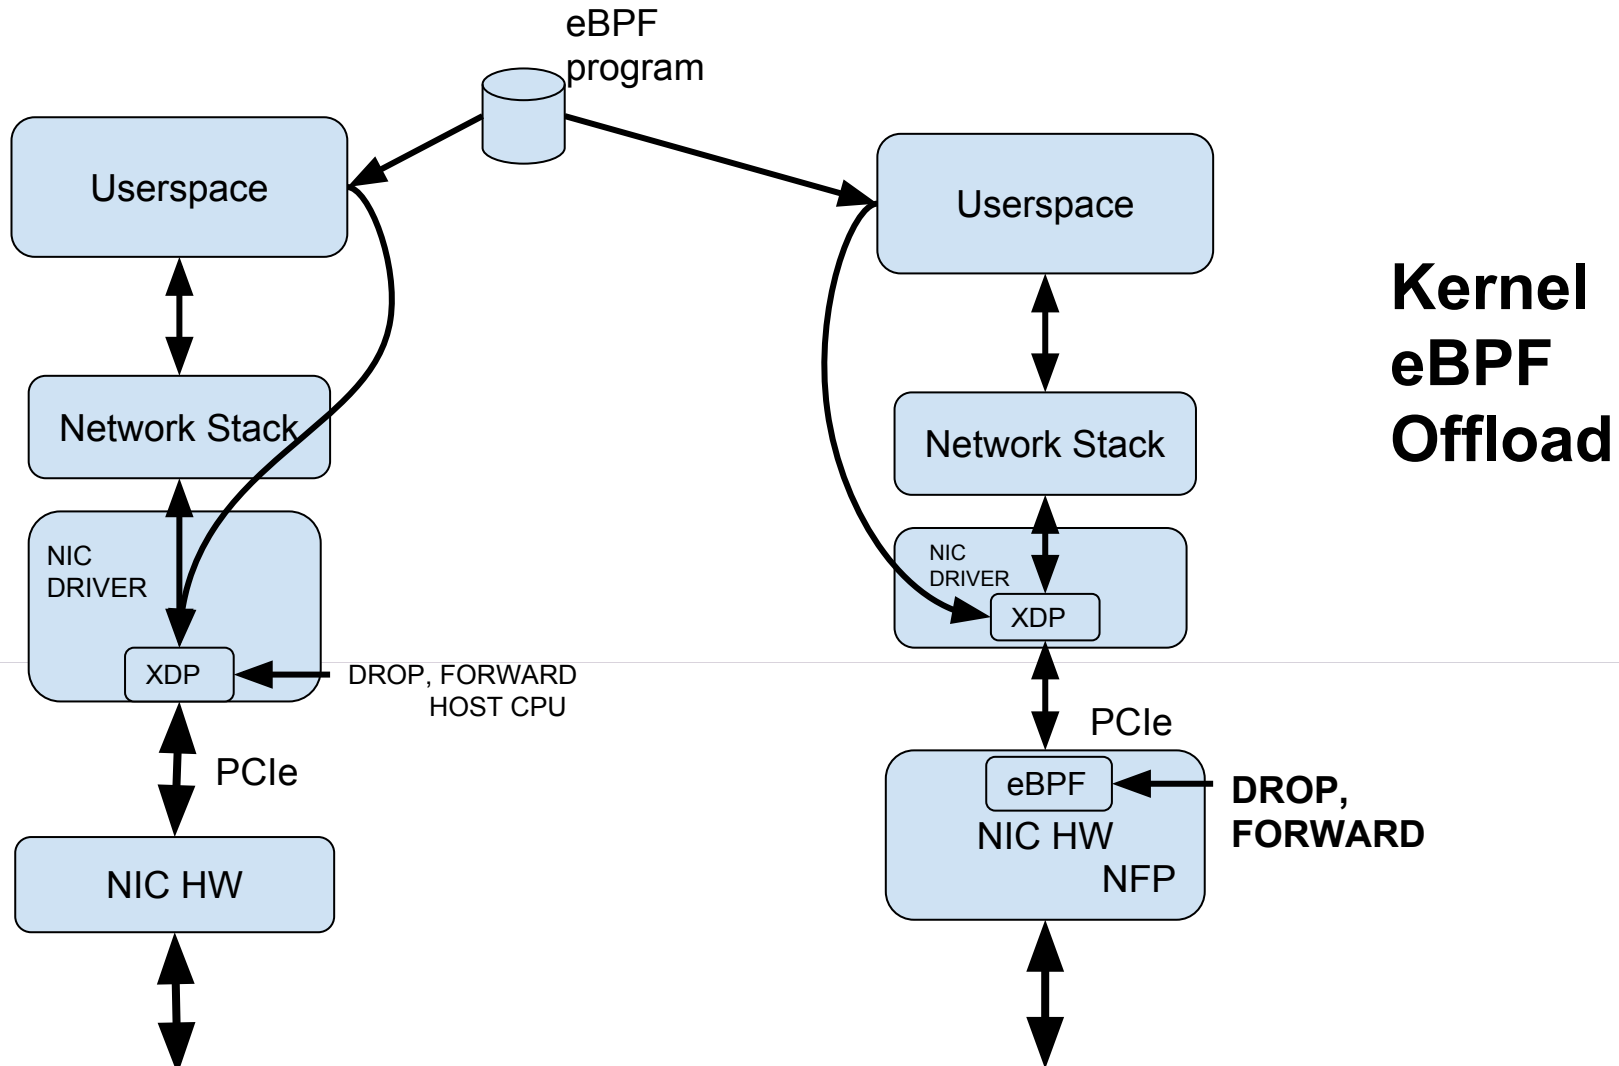 eBPF
program
Userspace
Network Stack
NIC
DRIVER
XDP
DROP, FORWARD
HOST CPU
PCIe
NIC HW
Userspace
Network Stack
NIC
DRIVER
XDP
PCIe
eBPF
NIC HW
NFP
DROP,
FORWARD
Kernel
eBPF
Offload